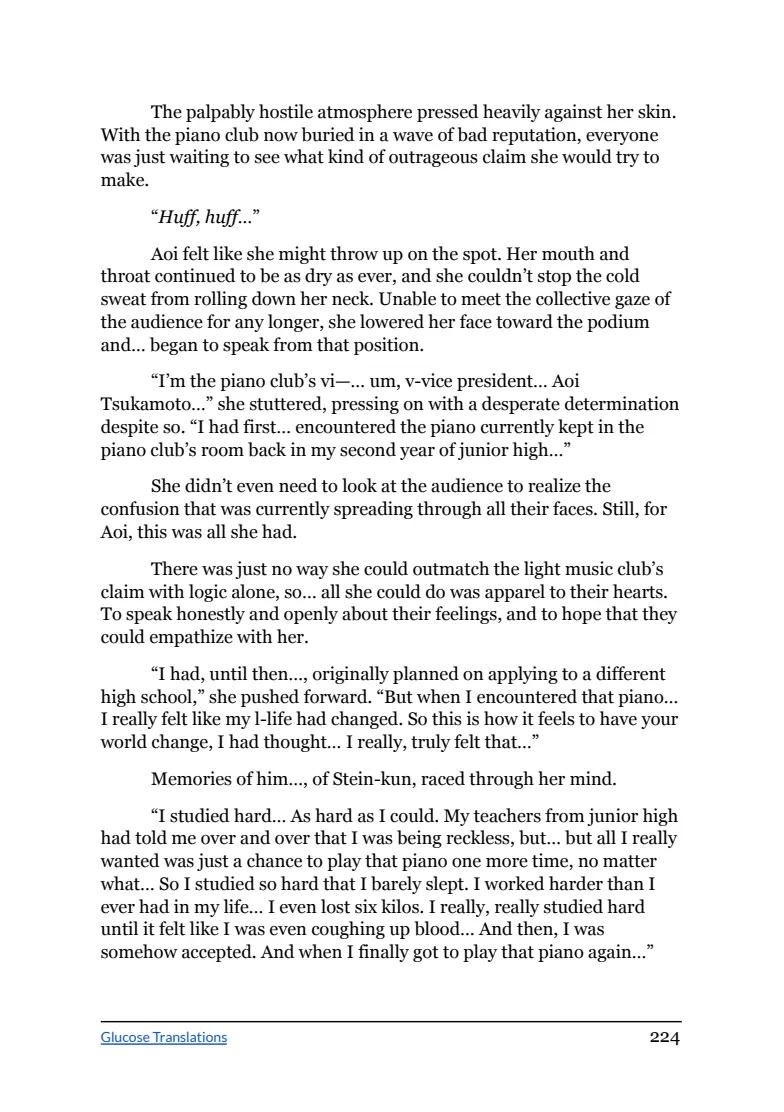 The palpably hostile atmosphere pressed heavily against her skin.
With the piano club now buried in a wave of bad reputation, everyone
was just waiting to see what kind of outrageous claim she would try to
make.
“Huff, huff…”
Aoi felt like she might throw up on the spot. Her mouth and
throat continued to be as dry as ever, and she couldn’t stop the cold
sweat from rolling down her neck. Unable to meet the collective gaze of
the audience for any longer, she lowered her face toward the podium
and… began to speak from that position.
“I’m the piano club’s vi—… um, v-vice president… Aoi
Tsukamoto…” she stuttered, pressing on with a desperate determination
despite so. “I had first… encountered the piano currently kept in the
piano club’s room back in my second year of junior high…”
She didn’t even need to look at the audience to realize the
confusion that was currently spreading through all their faces. Still, for
Aoi, this was all she had.
There was just no way she could outmatch the light music club’s
claim with logic alone, so… all she could do was apparel to their hearts.
To speak honestly and openly about their feelings, and to hope that they
could empathize with her.
“I had, until then…, originally planned on applying to a different
high school,” she pushed forward. “But when I encountered that piano…
I really felt like my l-life had changed. So this is how it feels to have your
world change, I had thought… I really, truly felt that…”
Memories of him…, of Stein-kun, raced through her mind.
“I studied hard… As hard as I could. My teachers from junior high
had told me over and over that I was being reckless, but… but all I really
wanted was just a chance to play that piano one more time, no matter
what… So I studied so hard that I barely slept. I worked harder than I
ever had in my life… I even lost six kilos. I really, really studied hard
until it felt like I was even coughing up blood… And then, I was
somehow accepted. And when I finally got to play that piano again…”
Glucose Translations 224